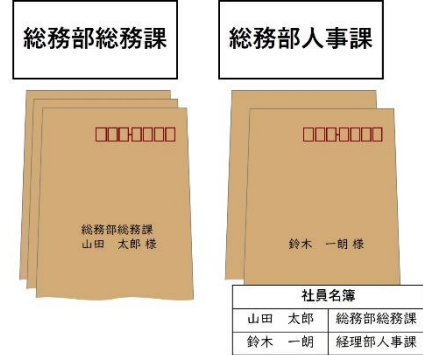 総務部総務課
総務部人事課
総務部総務課
山田 太郎 様
鈴木 一朗 様
社員名簿
山田 太郎 総務部総務課
鈴木 一朗 経理部人事課